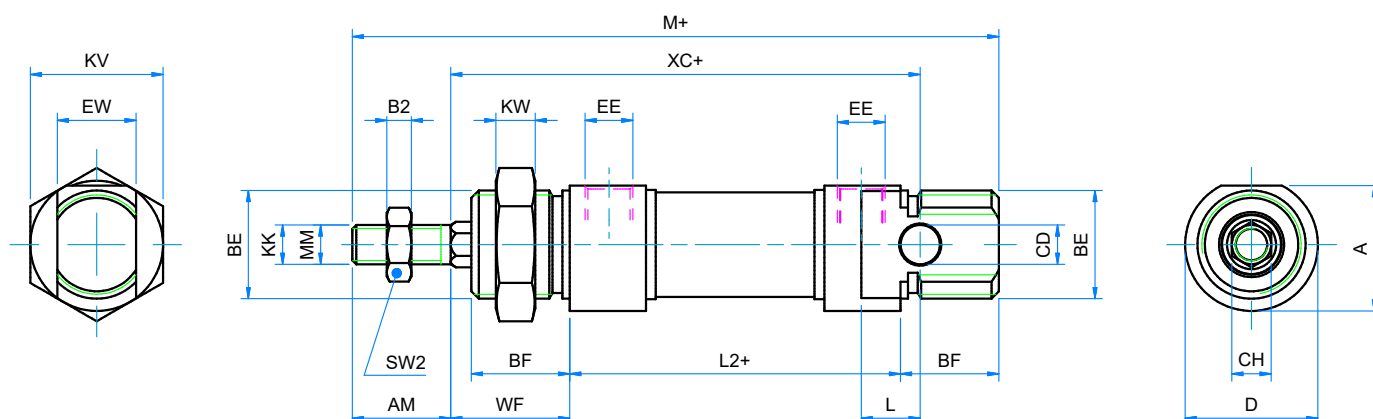 M+
KV
XC+
EW
B2
KW
EE
EE
BE
KK
MM
CD
BE
A
SW2
BF
L2+
BF
CH
AM
WF
L
D